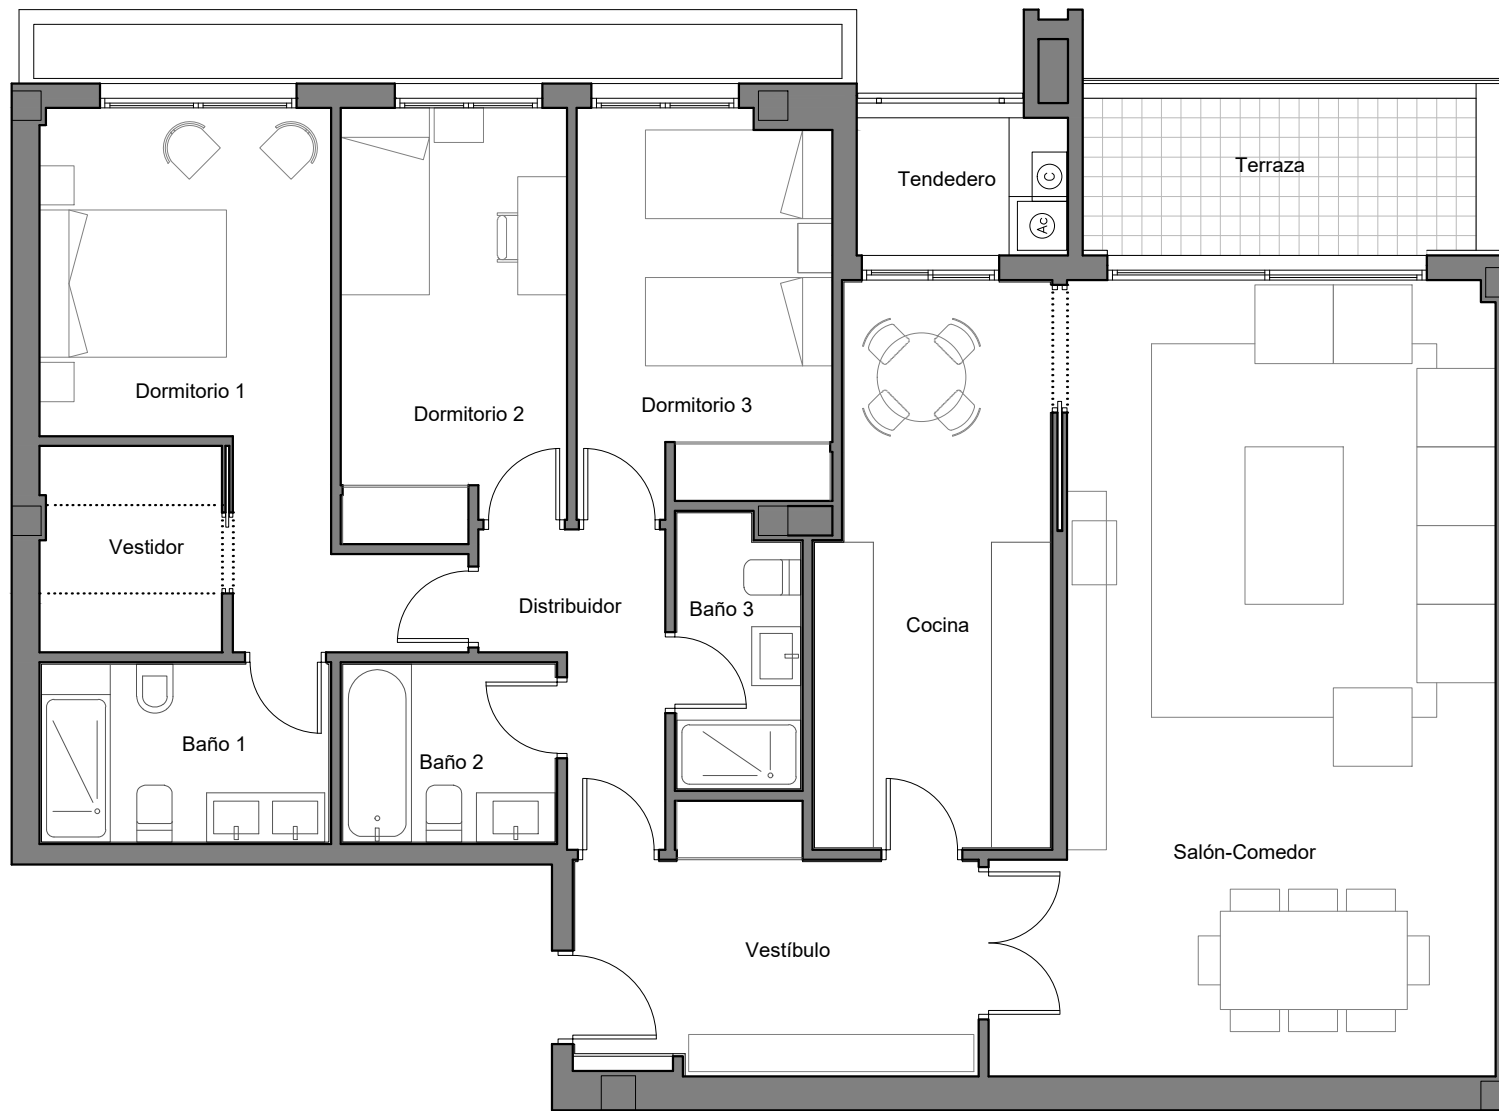 Terraza
Tendedero
C
Ac
Dormitorio 1
Dormitorio 2
Dormitorio 3
Vestidor
Distribuidor
Baño 3
Cocina
Baño 1
Baño 2
Salón-Comedor
Vestíbulo